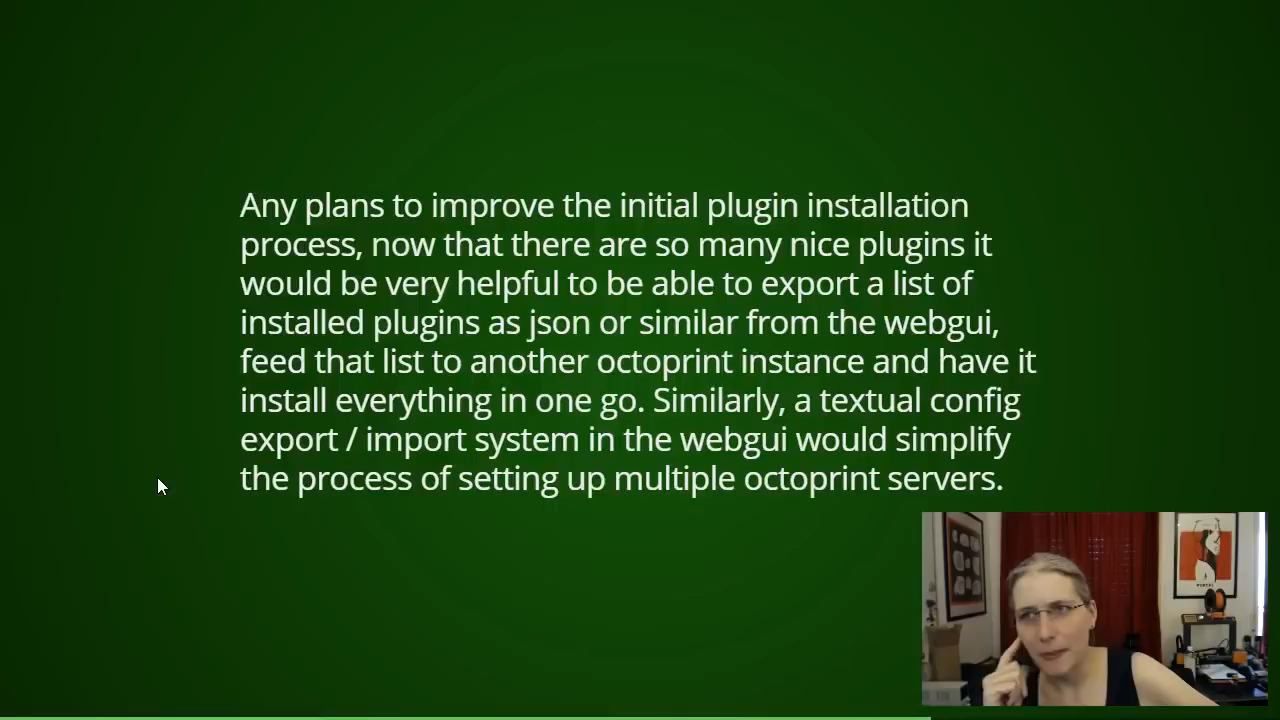 Any plans to improve the initial plugin installation
process, now that there are so many nice plugins it
would be very helpful to be able to export a list of
installed plugins as json or similar from the webgui,
feed that list to another octoprint instance and have it
install everything in one go. Similarly, a textual config
export / import system in the webgui would simplify
the process of setting up multiple octoprint servers.